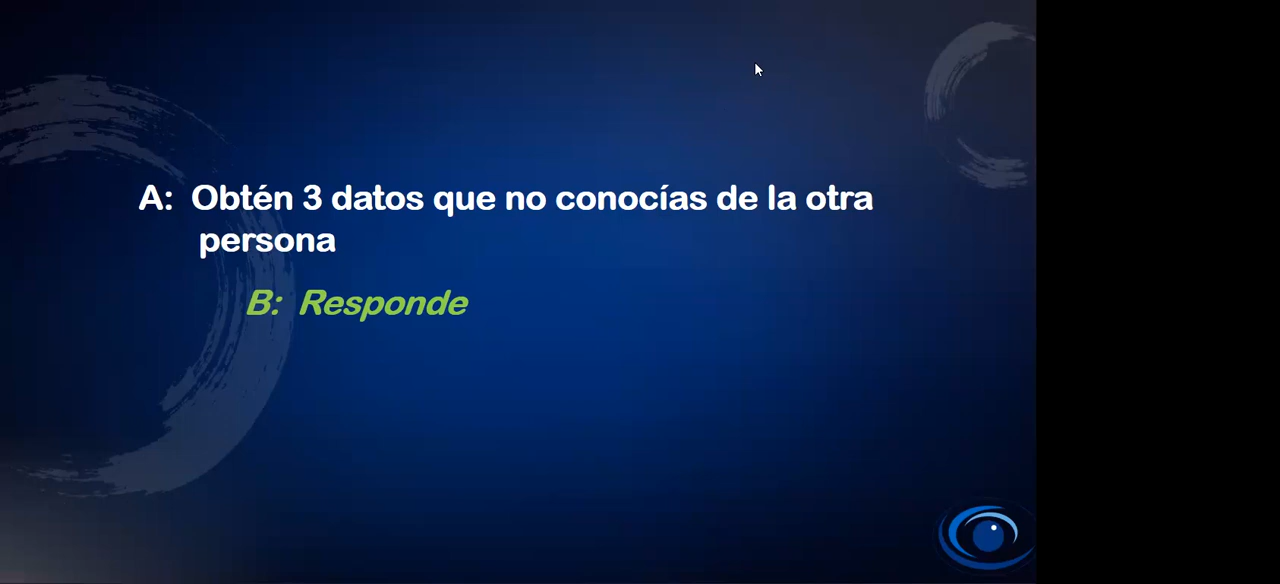 A: Obtén 3 datos que no conocías de la otra
persona
B: Responde